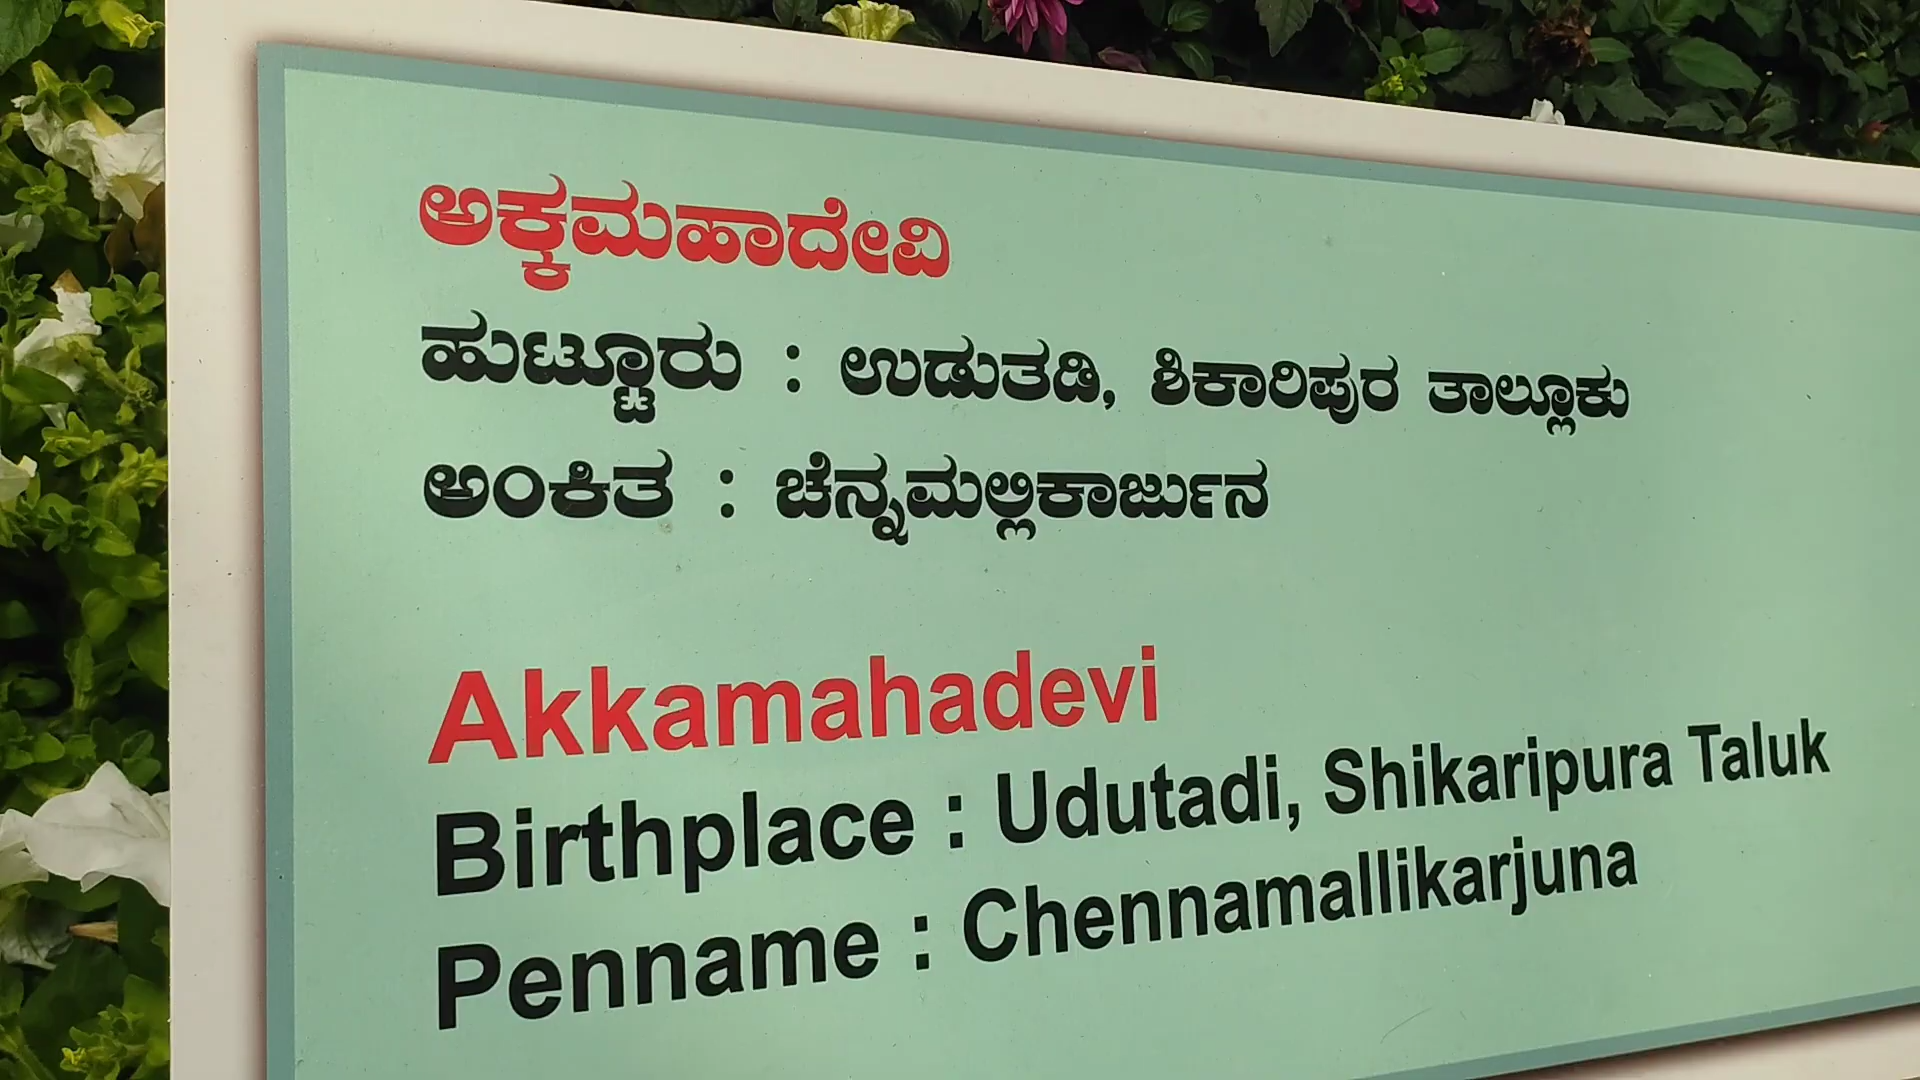 ಅಕ್ಕಮಹಾದೇವಿ
ಹುಟ್ಟೂರು : ಉಡುತಡಿ, ಶಿಕಾರಿಪುರ ತಾಲ್ಲೂಕು
ಅಂಕಿತ : ಚೆನ್ನಮಲ್ಲಿಕಾರ್ಜುನ
Akkamahadevi
Birthplace : Udutadi, Shikaripura Taluk
Penname : Chennamallikarjuna